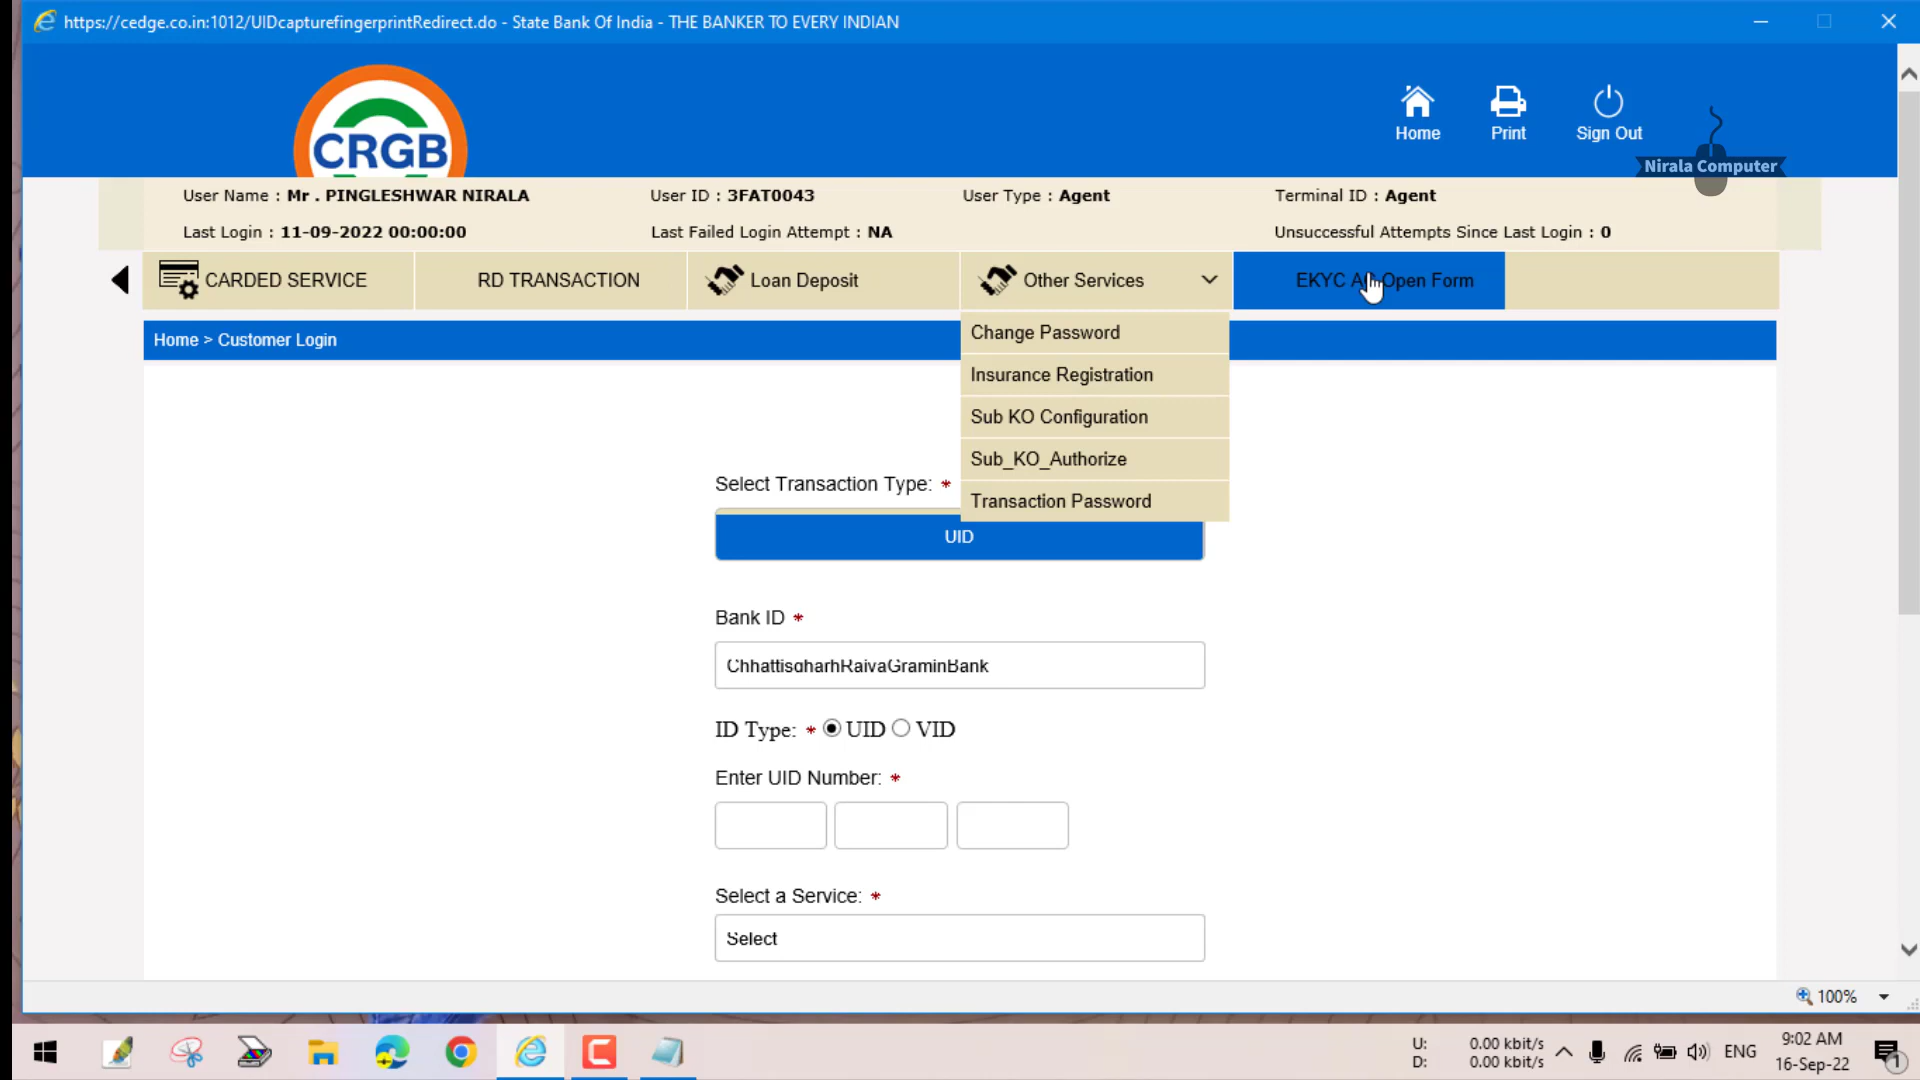 https://cedge.co.in:1012/UIDcapturefingerprintRedirect.do - State Bank Of India - THE BANKER TO EVERY INDIAN
CRGB
Home
Print
Sign Out
Nirala Computer
User Name : Mr . PINGLESHWAR NIRALA
User ID : 3FAT0043
User Type : Agent
Terminal ID : Agent
Last Login : 11-09-2022 00:00:00
Last Failed Login Attempt : NA
Unsuccessful Attempts Since Last Login : 0
CARDED SERVICE
RD TRANSACTION
Loan Deposit
Other Services
EKYC Open Form
Home > Customer Login
Change Password
Insurance Registration
Sub KO Configuration
Sub_KO_Authorize
Transaction Password
Select Transaction Type: *
UID
Bank ID *
ChhattisgarhRajyaGraminBank
ID Type: * UID VID
Enter UID Number: *
Select a Service: *
Select
100%
U: 0.00 kbit/s
D: 0.00 kbit/s
ENG
9:02 AM
16-Sep-22
1